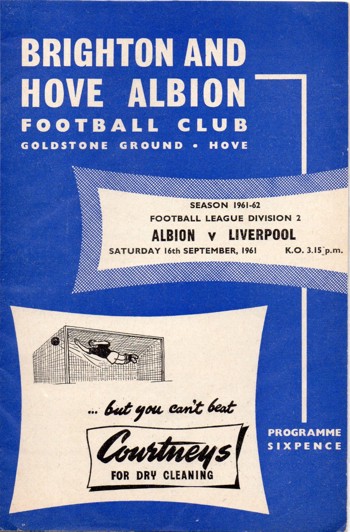 BRIGHTON AND
HOVE ALBION
FOOTBALL CLUB
GOLDSTONE GROUND • HOVE
SEASON 1961-62
FOOTBALL LEAGUE DIVISION 2
ALBION v LIVERPOOL
SATURDAY 16th SEPTEMBER, 1961 K.O. 3.15 p.m.
... but you can't beat
Courtneys!
FOR DRY CLEANING
PROGRAMME
SIXPENCE